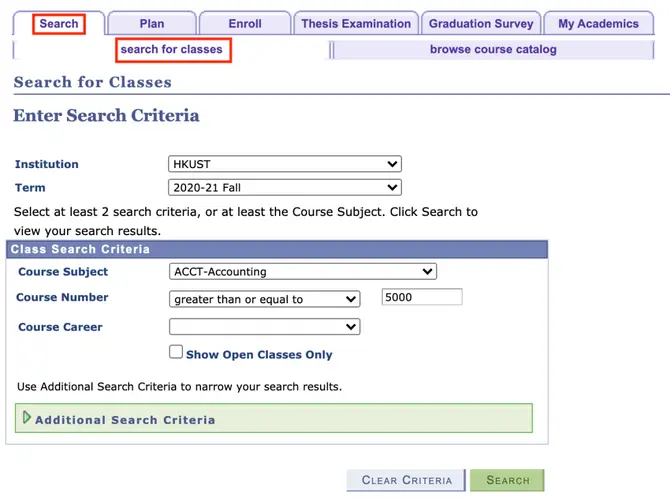 Search Plan Enroll Thesis Examination Graduation Survey My Academics
search for classes browse course catalog
Search for Classes
Enter Search Criteria
Institution HKUST
Term 2020-21 Fall
Select at least 2 search criteria, or at least the Course Subject. Click Search to
view your search results.
Class Search Criteria
Course Subject ACCT-Accounting
Course Number greater than or equal to 5000
Course Career
Show Open Classes Only
Use Additional Search Criteria to narrow your search results.
Additional Search Criteria
CLEAR CRITERIA SEARCH